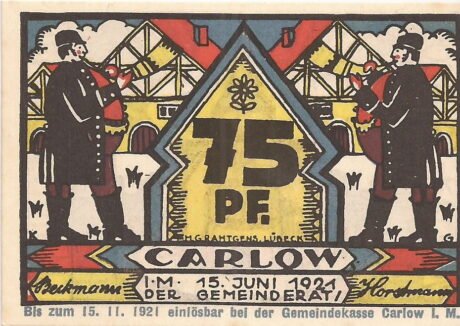 75
PF.
H.G.RAHTGENS, LÜBECK
K
G
CARLOW
Beckmann
I·M· 15. JUNI 1921
DER GEMEINDERAT:
Horstmann
Bis zum 15. 11. 1921 einlösbar bei der Gemeindekasse Carlow i. M.